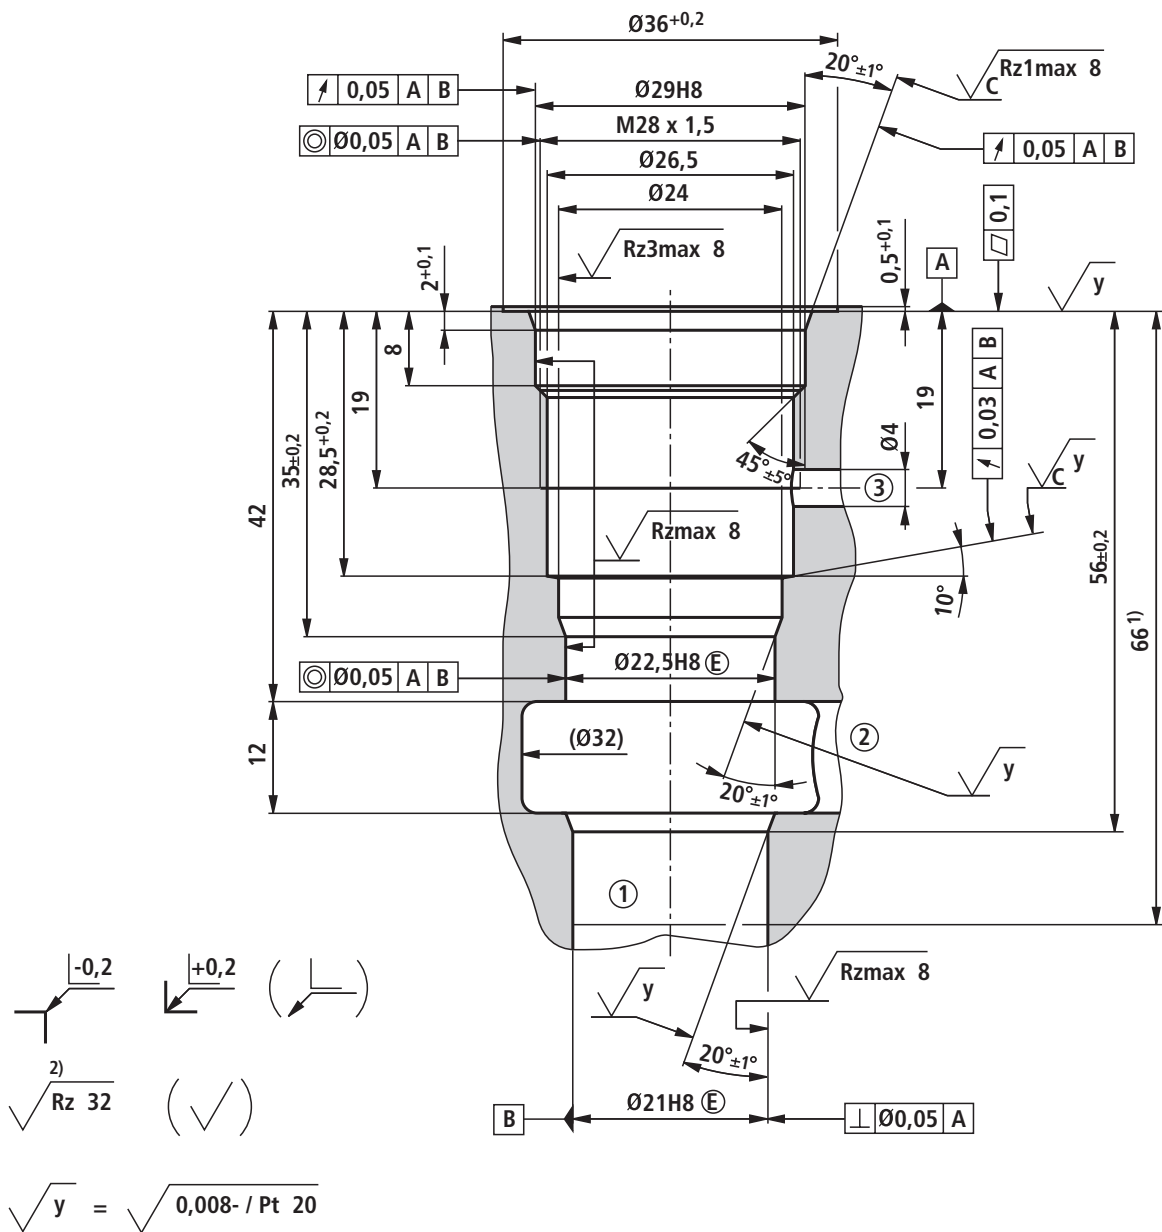 Ø36+0,2
20°±1°
Rz1max 8
C
0,05 A B
Ø29H8
M28 x 1,5
Ø0,05 A B
0,05 A B
Ø26,5
Ø24
Rz3max 8
2+0,1
0,5+0,1
A
0,1
y
8
19
28,5+0,2
35±0,2
42
19
0,03 A B
Ø4
45°±5°
3
C
y
Rzmax 8
10°
56±0,2
66 1)
Ø22,5H8 E
Ø0,05 A B
12
(Ø32)
2
20°±1°
y
1
-0,2
+0,2
Rzmax 8
y
20°±1°
2)
Rz 32
Ø21H8 E
B
Ø0,05 A
y = 0,008- / Pt 20